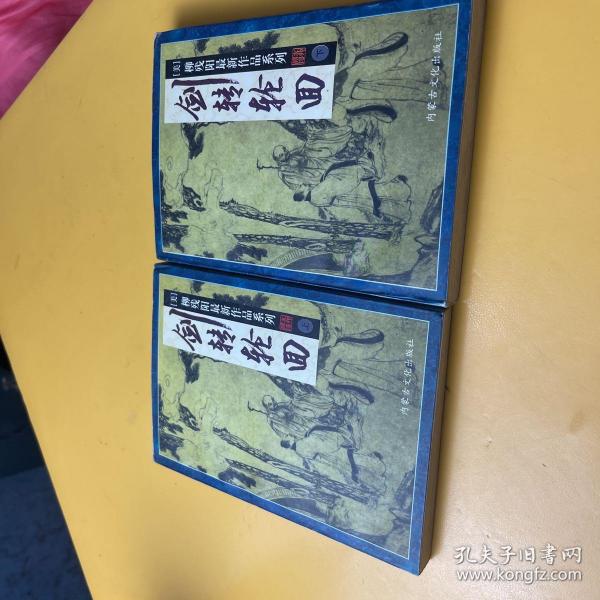 [美]柳残阳最新作品系列
剑转轮回
下
内蒙古文化出版社
[美]柳残阳最新作品系列
剑转轮回
上
内蒙古文化出版社
孔夫子旧书网
www.kongfz.com